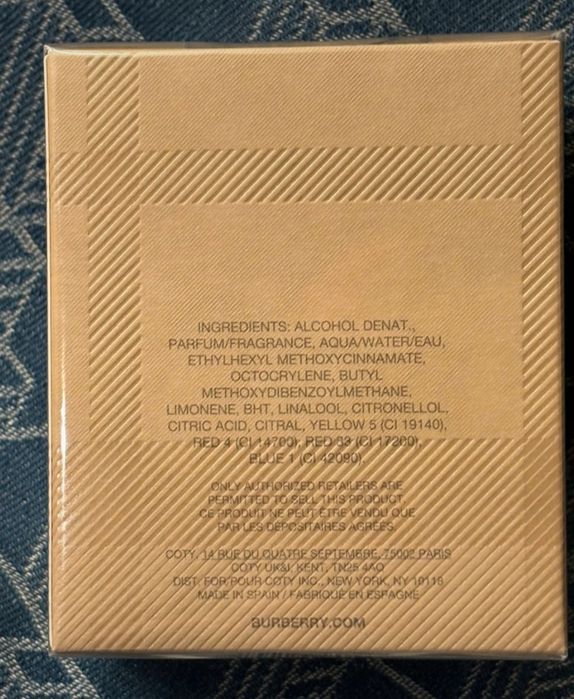 INGREDIENTS: ALCOHOL DENAT.,
PARFUM/FRAGRANCE, AQUA/WATER/EAU,
ETHYLHEXYL METHOXYCINNAMATE,
OCTOCRYLENE, BUTYL
METHOXYDIBENZOYLMETHANE,
LIMONENE, BHT, LINALOOL, CITRONELLOL,
CITRIC ACID, CITRAL, YELLOW 5 (CI 19140),
RED 4 (CI 14700), RED 33 (CI 17200),
BLUE 1 (CI 42090).
ONLY AUTHORIZED RETAILERS ARE
PERMITTED TO SELL THIS PRODUCT.
CE PRODUIT NE PEUT ÊTRE VENDU QUE
PAR LES DÉPOSITAIRES AGRÉÉS.
COTY, 14 RUE DU QUATRE SEPTEMBRE, 75002 PARIS
COTY UK&I, KENT, TN25 4AQ
DIST. FOR/POUR COTY INC., NEW YORK, NY 10118
MADE IN SPAIN / FABRIQUÉ EN ESPAGNE
BURBERRY.COM